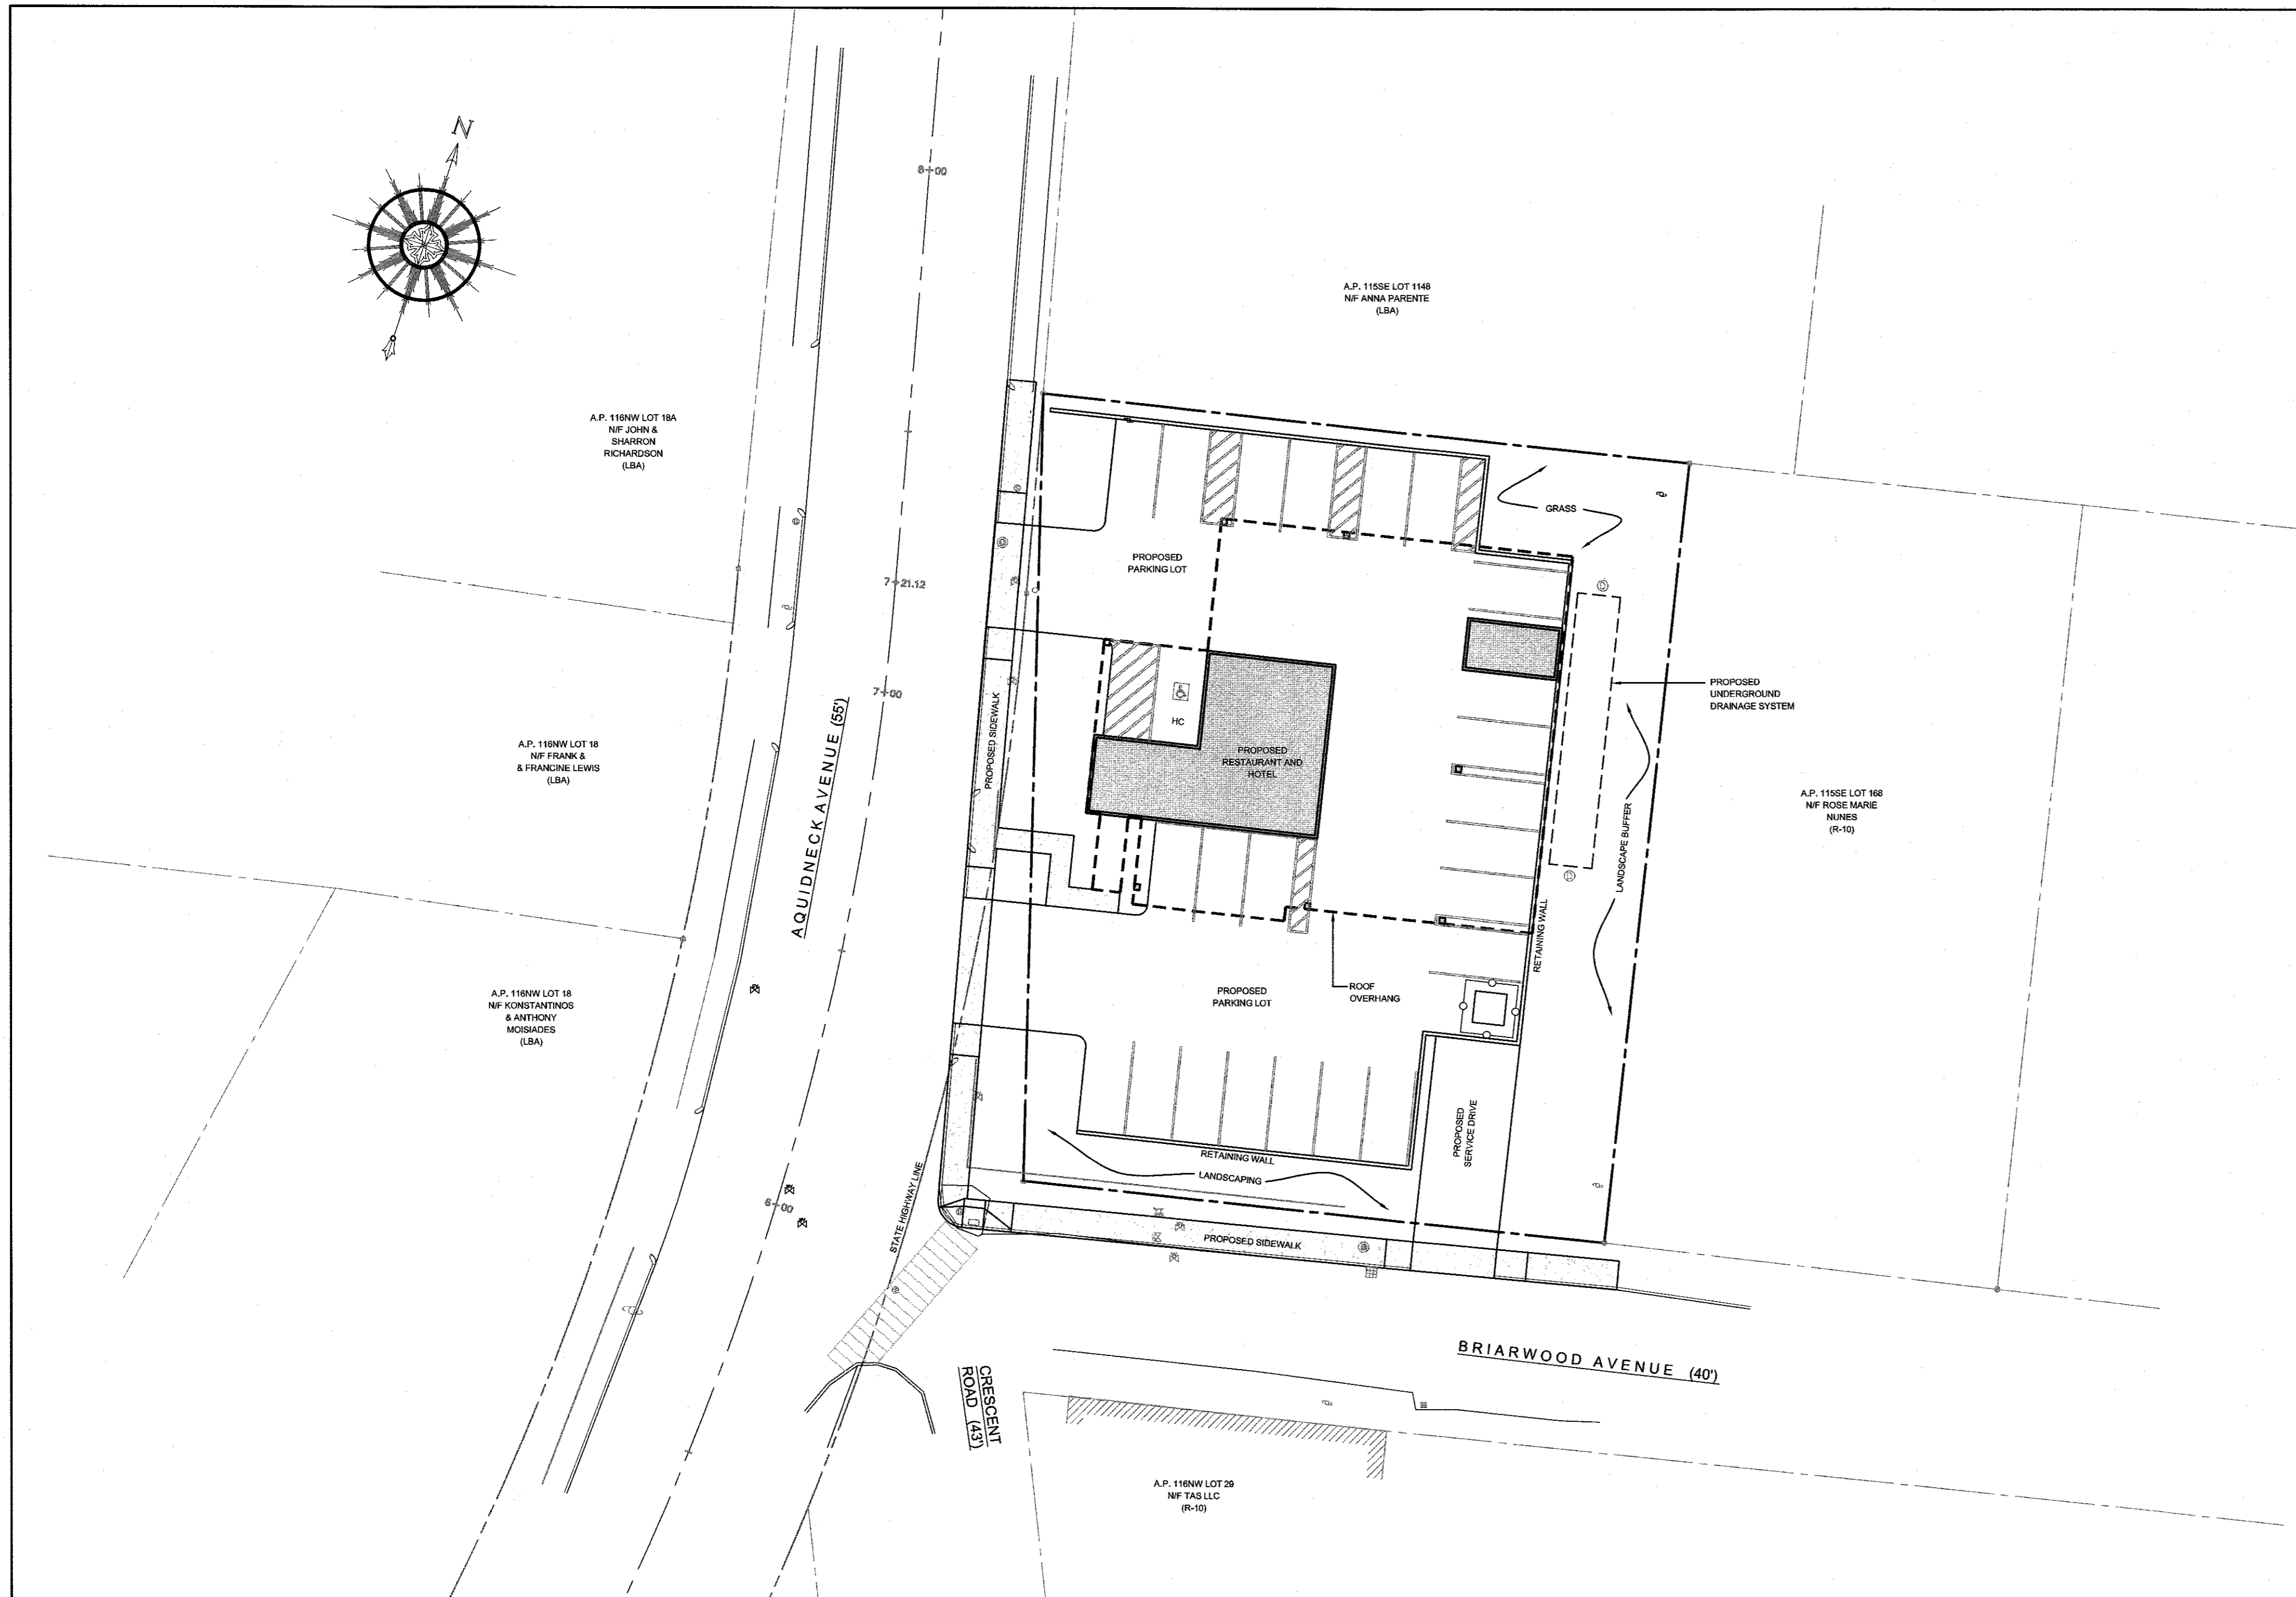 N
8+00
A.P. 115SE LOT 1148
N/F ANNA PARENTE
(LBA)
A.P. 116NW LOT 18A
N/F JOHN &
SHARRON
RICHARDSON
(LBA)
GRASS
PROPOSED
PARKING LOT
7+21.12
7+00
PROPOSED
UNDERGROUND
DRAINAGE SYSTEM
HC
PROPOSED SIDEWALK
AQUIDNECK AVENUE (55')
A.P. 116NW LOT 18
N/F FRANK &
& FRANCINE LEWIS
(LBA)
PROPOSED
RESTAURANT AND
HOTEL
A.P. 115SE LOT 168
N/F ROSE MARIE
NUNES
(R-10)
LANDSCAPE BUFFER
RETAINING WALL
A.P. 116NW LOT 18
N/F KONSTANTINOS
& ANTHONY
MOISIADES
(LBA)
PROPOSED
PARKING LOT
ROOF
OVERHANG
PROPOSED
SERVICE DRIVE
RETAINING WALL
LANDSCAPING
6+00
STATE HIGHWAY LINE
PROPOSED SIDEWALK
BRIARWOOD AVENUE (40')
CRESCENT
ROAD (43')
A.P. 116NW LOT 29
N/F TAS LLC
(R-10)